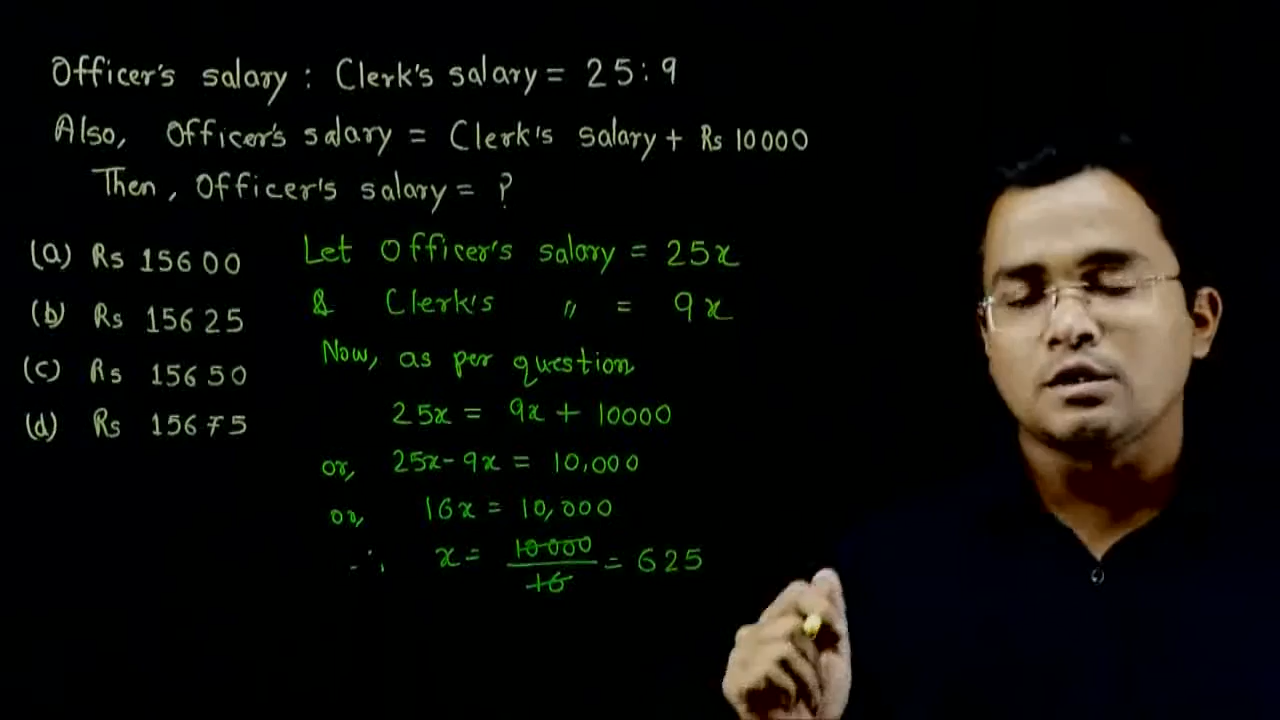 Officer's salary : Clerk's salary = 25:9
Also, Officer's salary = Clerk's salary + Rs 10000
Then, Officer's salary = ?
(a) Rs 15600
(b) Rs 15625
(c) Rs 15650
(d) Rs 15675
Let Officer's salary = 25x
& Clerk's " = 9x
Now, as per question
25x = 9x + 10000
or, 25x-9x = 10,000
or, 16x = 10,000
∴ x = 10000/16 = 625